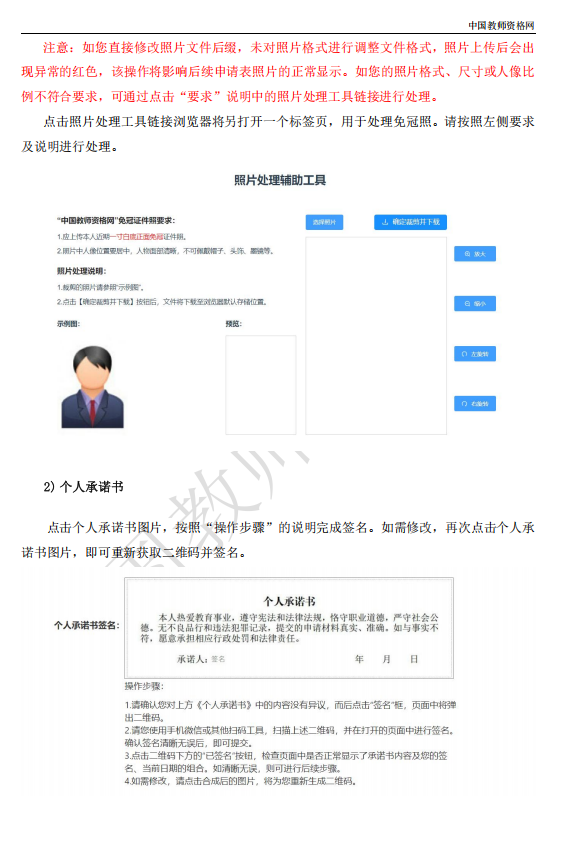 中国教师资格网
注意：如您直接修改照片文件后缀，未对照片格式进行调整文件格式，照片上传后会出
现异常的红色，该操作将影响后续申请表照片的正常显示。如您的照片格式、尺寸或人像比
例不符合要求，可通过点击“要求”说明中的照片处理工具链接进行处理。
点击照片处理工具链接浏览器将另打开一个标签页，用于处理免冠照。请按照左侧要求
及说明进行处理。
照片处理辅助工具
“中国教师资格网”免冠证件照要求：
1.应上传本人近期一寸白底正面免冠证件照。
2.照片中人像位置要居中，人物面部清晰，不可佩戴帽子、头饰、墨镜等。
照片处理说明：
1.裁剪的照片请参照“示例图”。
2.点击【确定裁剪并下载】按钮后，文件将下载至浏览器默认存储位置。
示例图：
预览：
选择照片
确定裁剪并下载
放大
缩小
左旋转
右旋转
2) 个人承诺书
点击个人承诺书图片，按照“操作步骤”的说明完成签名。如需修改，再次点击个人承
诺书图片，即可重新获取二维码并签名。
个人承诺书签名：
个人承诺书
本人热爱教育事业，遵守宪法和法律法规，恪守职业道德，严守社会公
德。无不良品行和违法犯罪记录，提交的申请材料真实、准确。如与事实不
符，愿意承担相应行政处罚和法律责任。
承诺人：签名 年 月 日
操作步骤：
1.请确认您对上方《个人承诺书》中的内容没有异议，而后点击“签名”框，页面中将弹
出二维码。
2.请您使用手机微信或其他扫码工具，扫描上述二维码，并在打开的页面中进行签名。
确认签名清晰无误后，即可提交。
3.点击二维码下方的“已签名”按钮，检查页面中是否正常显示了承诺书内容及您的签
名、当前日期的组合。如清晰无误，则可进行后续步骤。
4.如需修改，请点击合成后的图片，将为您重新生成二维码。